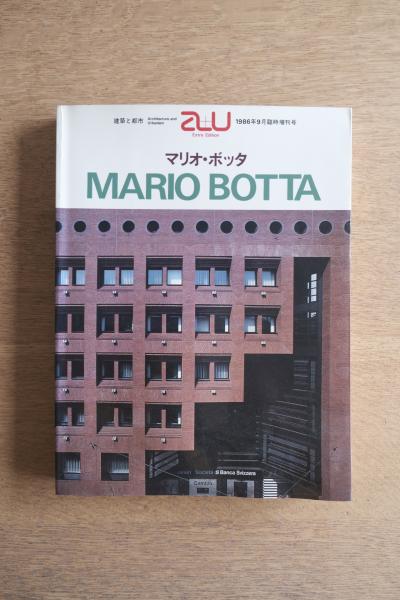 建築と都市
Architecture and
Urbanism
a+u
Extra Edition
1986年9月臨時増刊号
マリオ・ボッタ
MARIO BOTTA
Società di Banca Svizzera
Cambio